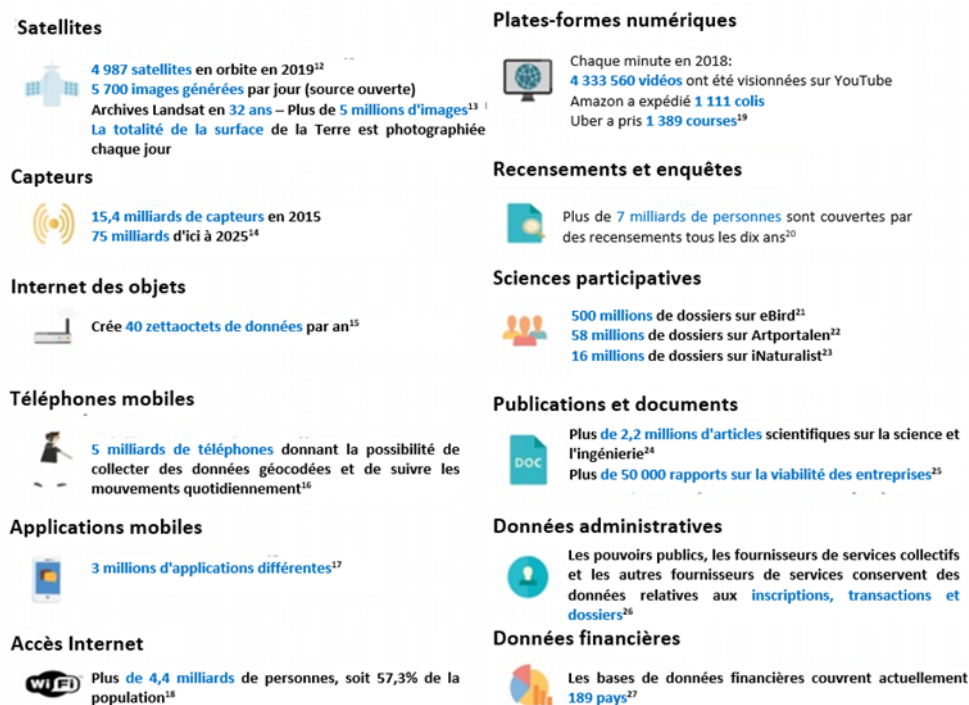 Satellites
4 987 satellites en orbite en 2019¹²
5 700 images générées par jour (source ouverte)
Archives Landsat en 32 ans – Plus de 5 millions d'images¹³
La totalité de la surface de la Terre est photographiée
chaque jour
Capteurs
15,4 milliards de capteurs en 2015
75 milliards d'ici à 2025¹⁴
Internet des objets
Crée 40 zettaoctets de données par an¹⁵
Téléphones mobiles
5 milliards de téléphones donnant la possibilité de
collecter des données géocodées et de suivre les
mouvements quotidiennement¹⁶
Applications mobiles
3 millions d'applications différentes¹⁷
Accès Internet
WiFi
Plus de 4,4 milliards de personnes, soit 57,3% de la
population¹⁸
Plates-formes numériques
Chaque minute en 2018:
4 333 560 vidéos ont été visionnées sur YouTube
Amazon a expédié 1 111 colis
Uber a pris 1 389 courses¹⁹
Recensements et enquêtes
Plus de 7 milliards de personnes sont couvertes par
des recensements tous les dix ans²⁰
Sciences participatives
500 millions de dossiers sur eBird²¹
58 millions de dossiers sur Artportalen²²
16 millions de dossiers sur iNaturalist²³
Publications et documents
DOC
Plus de 2,2 millions d'articles scientifiques sur la science et
l'ingénierie²⁴
Plus de 50 000 rapports sur la viabilité des entreprises²⁵
Données administratives
Les pouvoirs publics, les fournisseurs de services collectifs
et les autres fournisseurs de services conservent des
données relatives aux inscriptions, transactions et
dossiers²⁶
Données financières
Les bases de données financières couvrent actuellement
189 pays²⁷